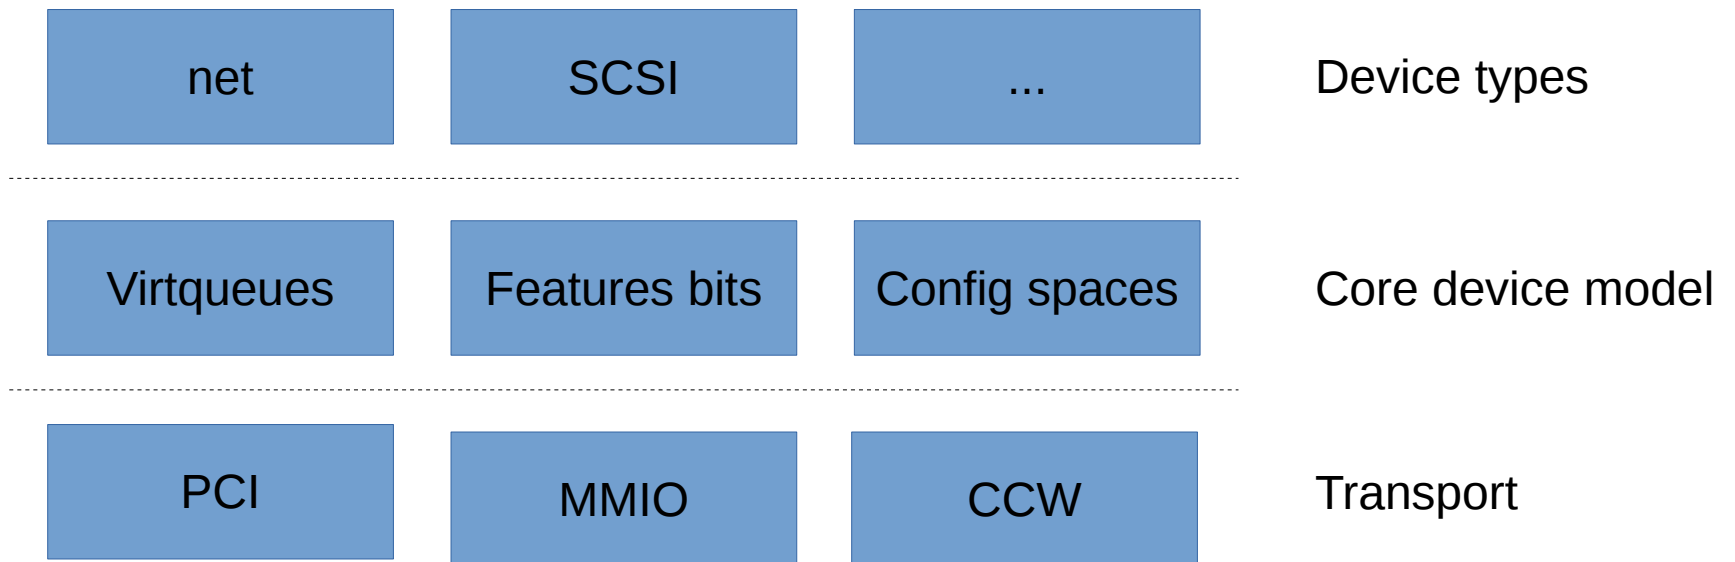 net
SCSI
...
Device types
Virtqueues
Features bits
Config spaces
Core device model
PCI
MMIO
CCW
Transport